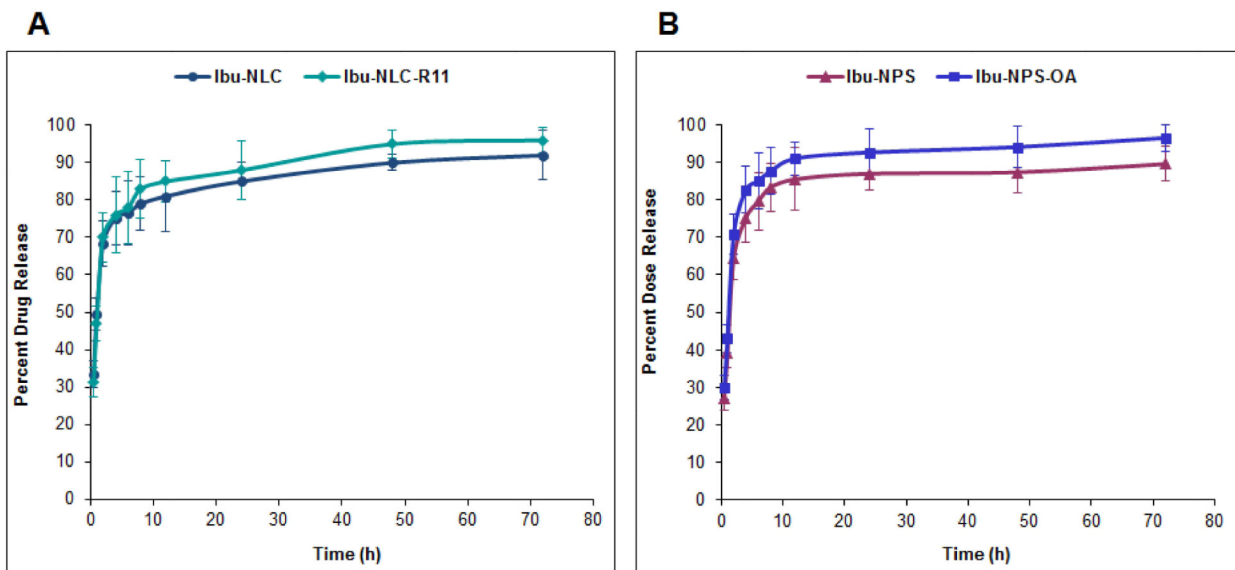 A
Ibu-NLC Ibu-NLC-R11
Percent Drug Release
100
90
80
70
60
50
40
30
20
10
0
0 10 20 30 40 50 60 70 80
Time (h)
B
Ibu-NPS Ibu-NPS-OA
Percent Dose Release
100
90
80
70
60
50
40
30
20
10
0
0 10 20 30 40 50 60 70 80
Time (h)